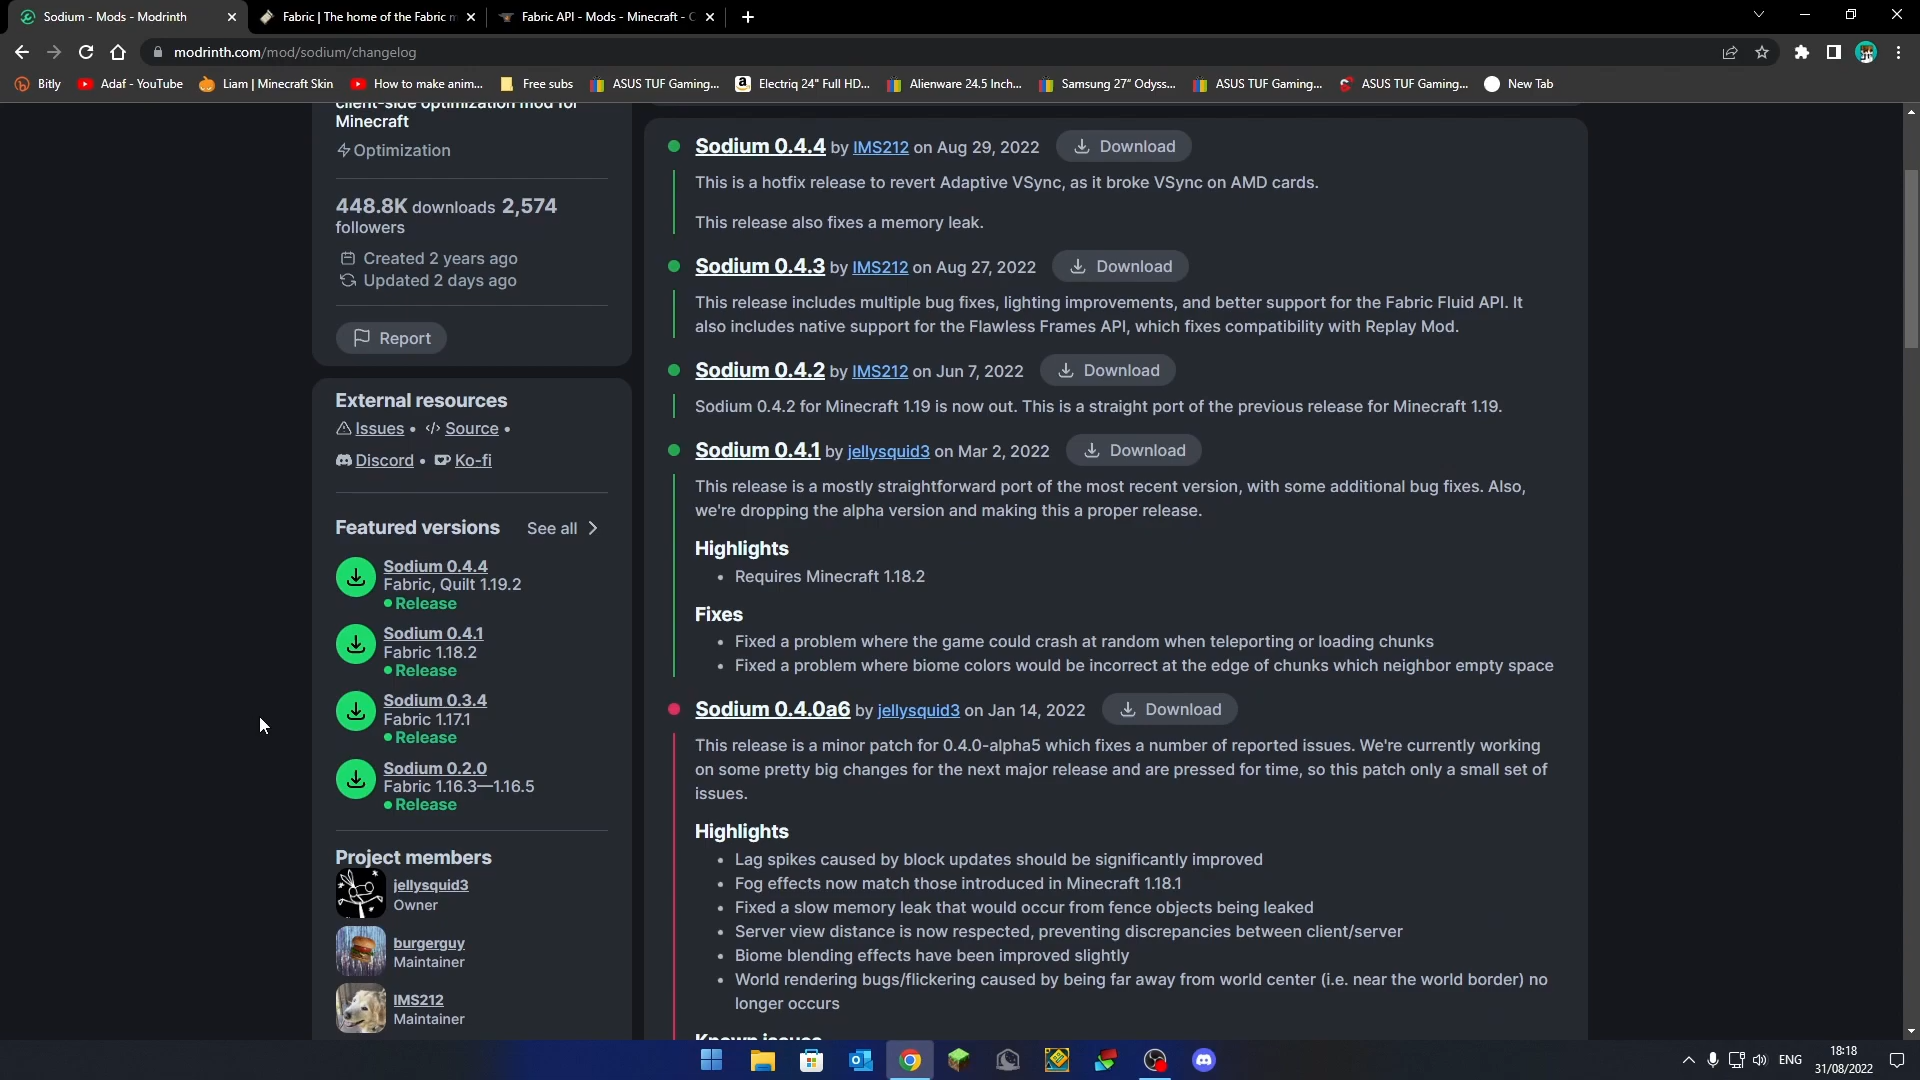 Sodium - Mods - Modrinth
Fabric | The home of the Fabric m
Fabric API - Mods - Minecraft - C
modrinth.com/mod/sodium/changelog
Bitly
Adaf - YouTube
Liam | Minecraft Skin
How to make anim...
Free subs
ASUS TUF Gaming...
Electriq 24" Full HD...
Alienware 24.5 Inch...
Samsung 27" Odyss...
ASUS TUF Gaming...
ASUS TUF Gaming...
New Tab
client-side optimization mod for
Minecraft
Optimization
448.8K downloads 2,574
followers
Created 2 years ago
Updated 2 days ago
Report
External resources
Issues • Source •
Discord • Ko-fi
Featured versions See all
Sodium 0.4.4
Fabric, Quilt 1.19.2
Release
Sodium 0.4.1
Fabric 1.18.2
Release
Sodium 0.3.4
Fabric 1.17.1
Release
Sodium 0.2.0
Fabric 1.16.3—1.16.5
Release
Project members
jellysquid3
Owner
burgerguy
Maintainer
IMS212
Maintainer
Sodium 0.4.4 by IMS212 on Aug 29, 2022 Download
This is a hotfix release to revert Adaptive VSync, as it broke VSync on AMD cards.
This release also fixes a memory leak.
Sodium 0.4.3 by IMS212 on Aug 27, 2022 Download
This release includes multiple bug fixes, lighting improvements, and better support for the Fabric Fluid API. It
also includes native support for the Flawless Frames API, which fixes compatibility with Replay Mod.
Sodium 0.4.2 by IMS212 on Jun 7, 2022 Download
Sodium 0.4.2 for Minecraft 1.19 is now out. This is a straight port of the previous release for Minecraft 1.19.
Sodium 0.4.1 by jellysquid3 on Mar 2, 2022 Download
This release is a mostly straightforward port of the most recent version, with some additional bug fixes. Also,
we're dropping the alpha version and making this a proper release.
Highlights
• Requires Minecraft 1.18.2
Fixes
• Fixed a problem where the game could crash at random when teleporting or loading chunks
• Fixed a problem where biome colors would be incorrect at the edge of chunks which neighbor empty space
Sodium 0.4.0a6 by jellysquid3 on Jan 14, 2022 Download
This release is a minor patch for 0.4.0-alpha5 which fixes a number of reported issues. We're currently working
on some pretty big changes for the next major release and are pressed for time, so this patch only a small set of
issues.
Highlights
• Lag spikes caused by block updates should be significantly improved
• Fog effects now match those introduced in Minecraft 1.18.1
• Fixed a slow memory leak that would occur from fence objects being leaked
• Server view distance is now respected, preventing discrepancies between client/server
• Biome blending effects have been improved slightly
• World rendering bugs/flickering caused by being far away from world center (i.e. near the world border) no
longer occurs
Known issues
ENG
18:18
31/08/2022